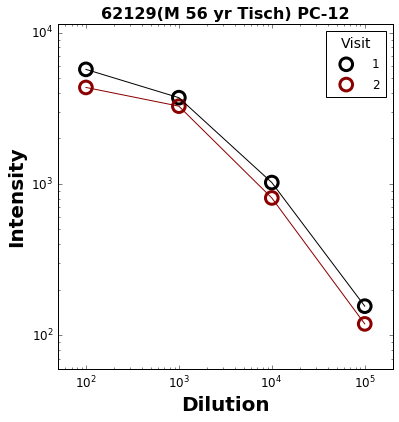 62129(M 56 yr Tisch) PC-12
Visit
1
2
10⁴
10³
10²
Intensity
10² 10³ 10⁴ 10⁵
Dilution